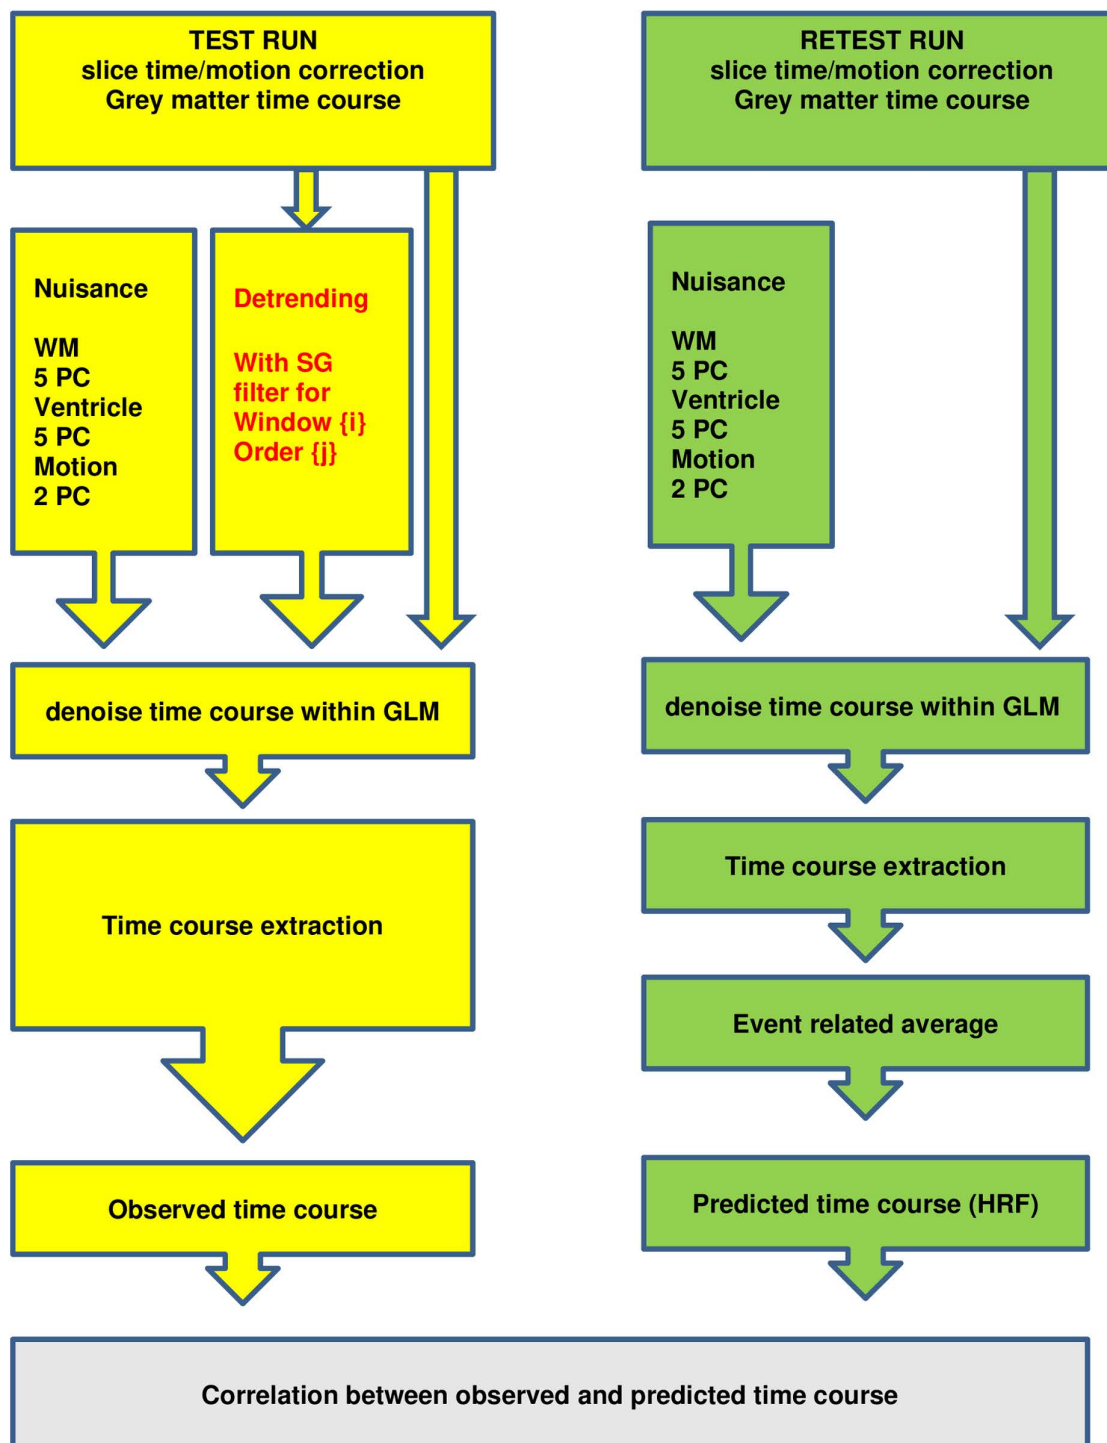 TEST RUN
slice time/motion correction
Grey matter time course
RETEST RUN
slice time/motion correction
Grey matter time course
Nuisance
WM
5 PC
Ventricle
5 PC
Motion
2 PC
Detrending
With SG
filter for
Window {i}
Order {j}
Nuisance
WM
5 PC
Ventricle
5 PC
Motion
2 PC
denoise time course within GLM
denoise time course within GLM
Time course extraction
Time course extraction
Event related average
Observed time course
Predicted time course (HRF)
Correlation between observed and predicted time course